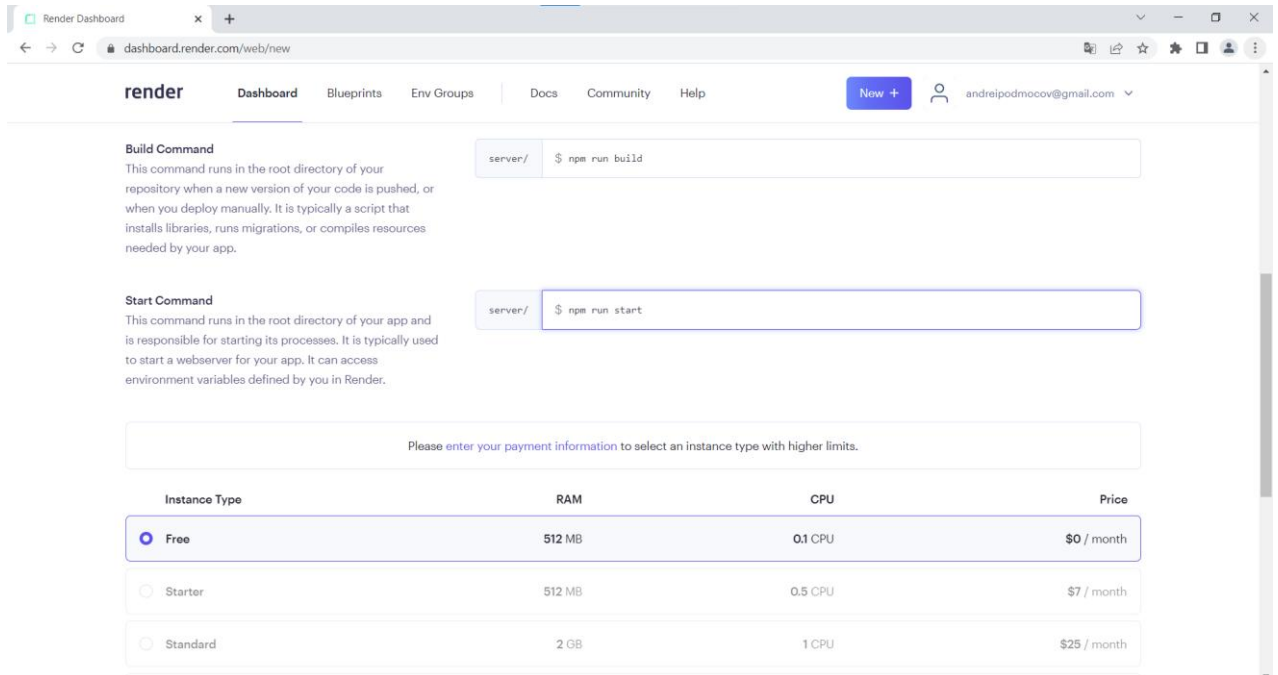 Render Dashboard
dashboard.render.com/web/new
render Dashboard Blueprints Env Groups Docs Community Help New + andreipodmocov@gmail.com
Build Command
This command runs in the root directory of your
repository when a new version of your code is pushed, or
when you deploy manually. It is typically a script that
installs libraries, runs migrations, or compiles resources
needed by your app.
server/ $ npm run build
Start Command
This command runs in the root directory of your app and
is responsible for starting its processes. It is typically used
to start a webserver for your app. It can access
environment variables defined by you in Render.
server/ $ npm run start
Please enter your payment information to select an instance type with higher limits.
Instance Type RAM CPU Price
Free 512 MB 0.1 CPU $0 / month
Starter 512 MB 0.5 CPU $7 / month
Standard 2 GB 1 CPU $25 / month